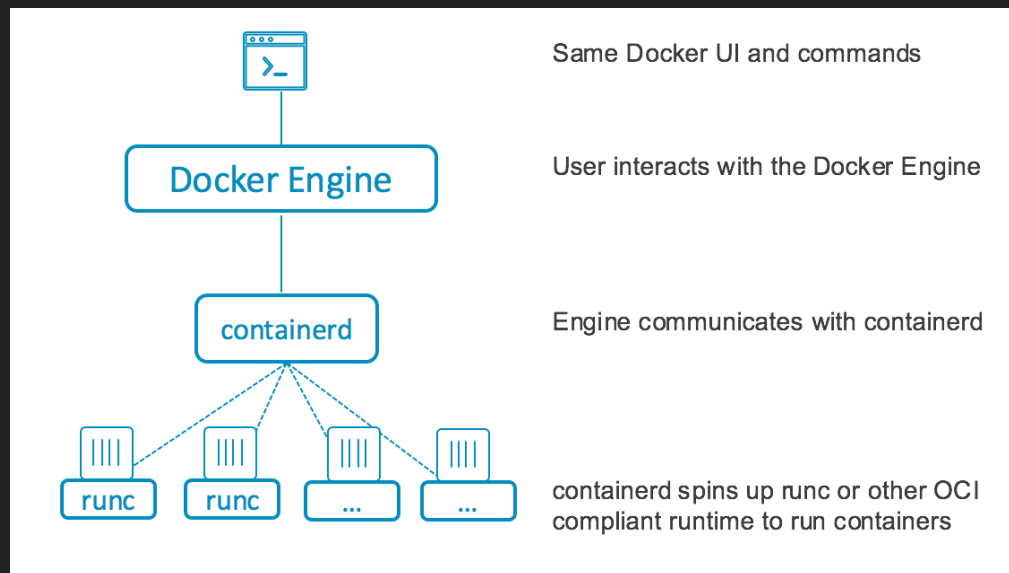 >_
Same Docker UI and commands
Docker Engine
User interacts with the Docker Engine
containerd
Engine communicates with containerd
runc
runc
...
...
containerd spins up runc or other OCI
compliant runtime to run containers